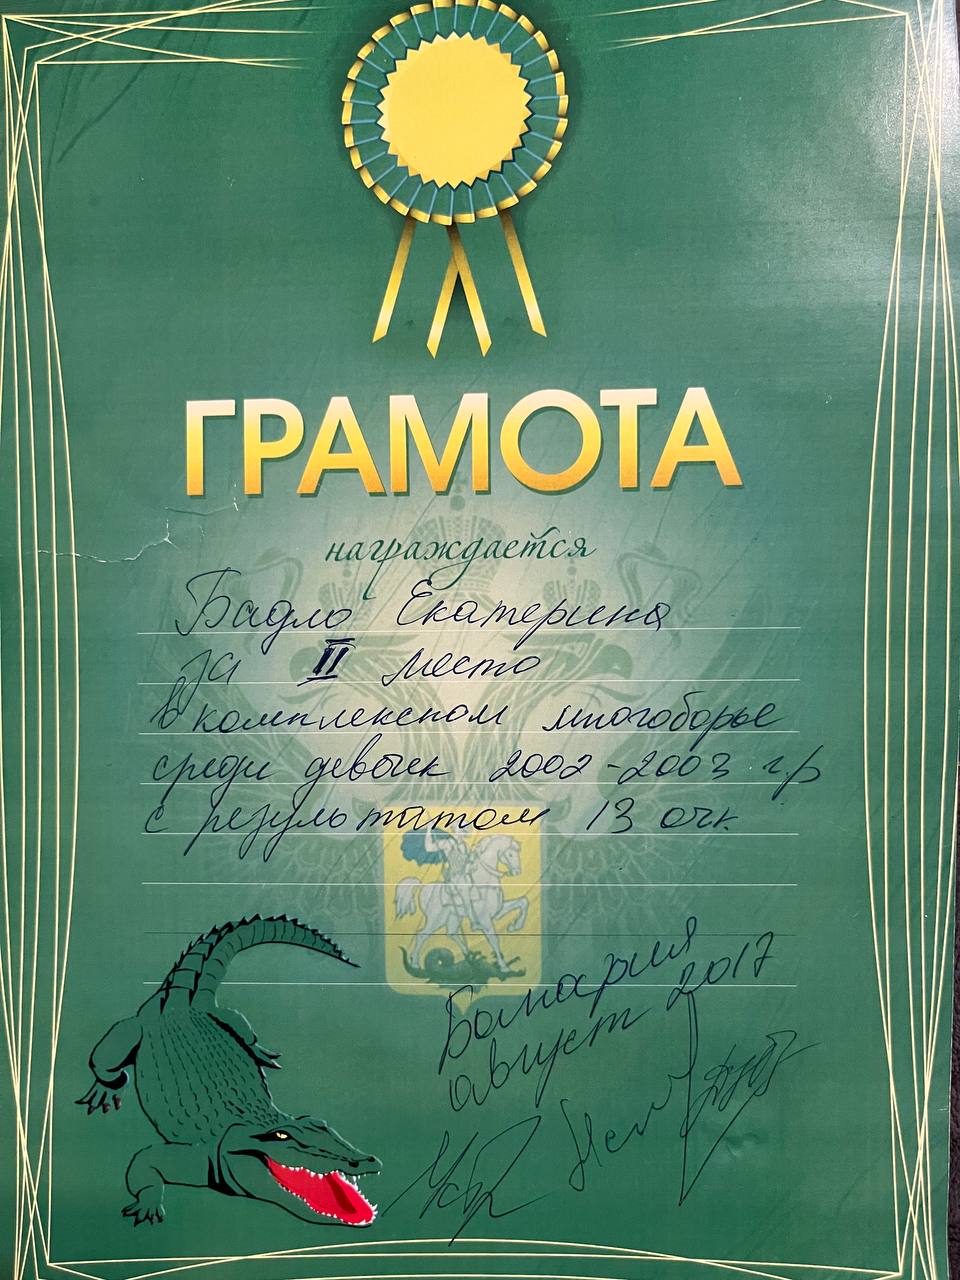 ГРАМОТА
награждается
Бадло Екатерина
за II место
в комплексном многоборье
среди девочек 2002-2003 г.р
с результатом 13 очк.
Болгария
август 2017